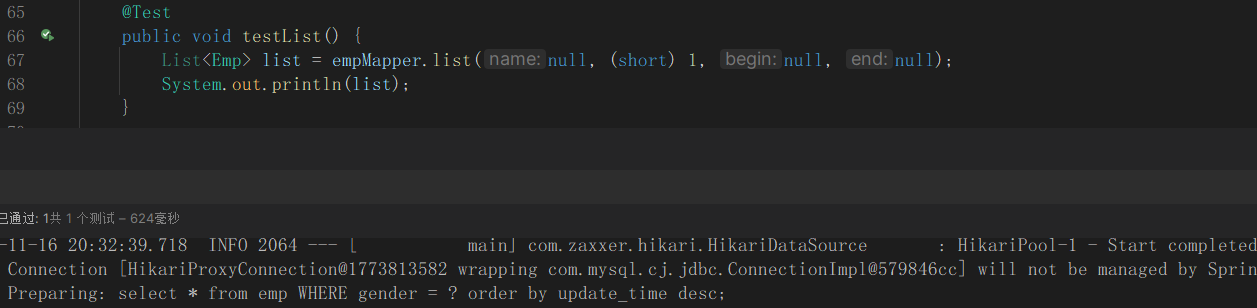 65 @Test
66 public void testList() {
67 List<Emp> list = empMapper.list( name: null, (short) 1, begin: null, end: null);
68 System.out.println(list);
69 }
已通过: 1共 1 个测试 – 624毫秒
-11-16 20:32:39.718 INFO 2064 --- [ main] com.zaxxer.hikari.HikariDataSource : HikariPool-1 - Start completed
Connection [HikariProxyConnection@1773813582 wrapping com.mysql.cj.jdbc.ConnectionImpl@579846cc] will not be managed by Sprin
Preparing: select * from emp WHERE gender = ? order by update_time desc;